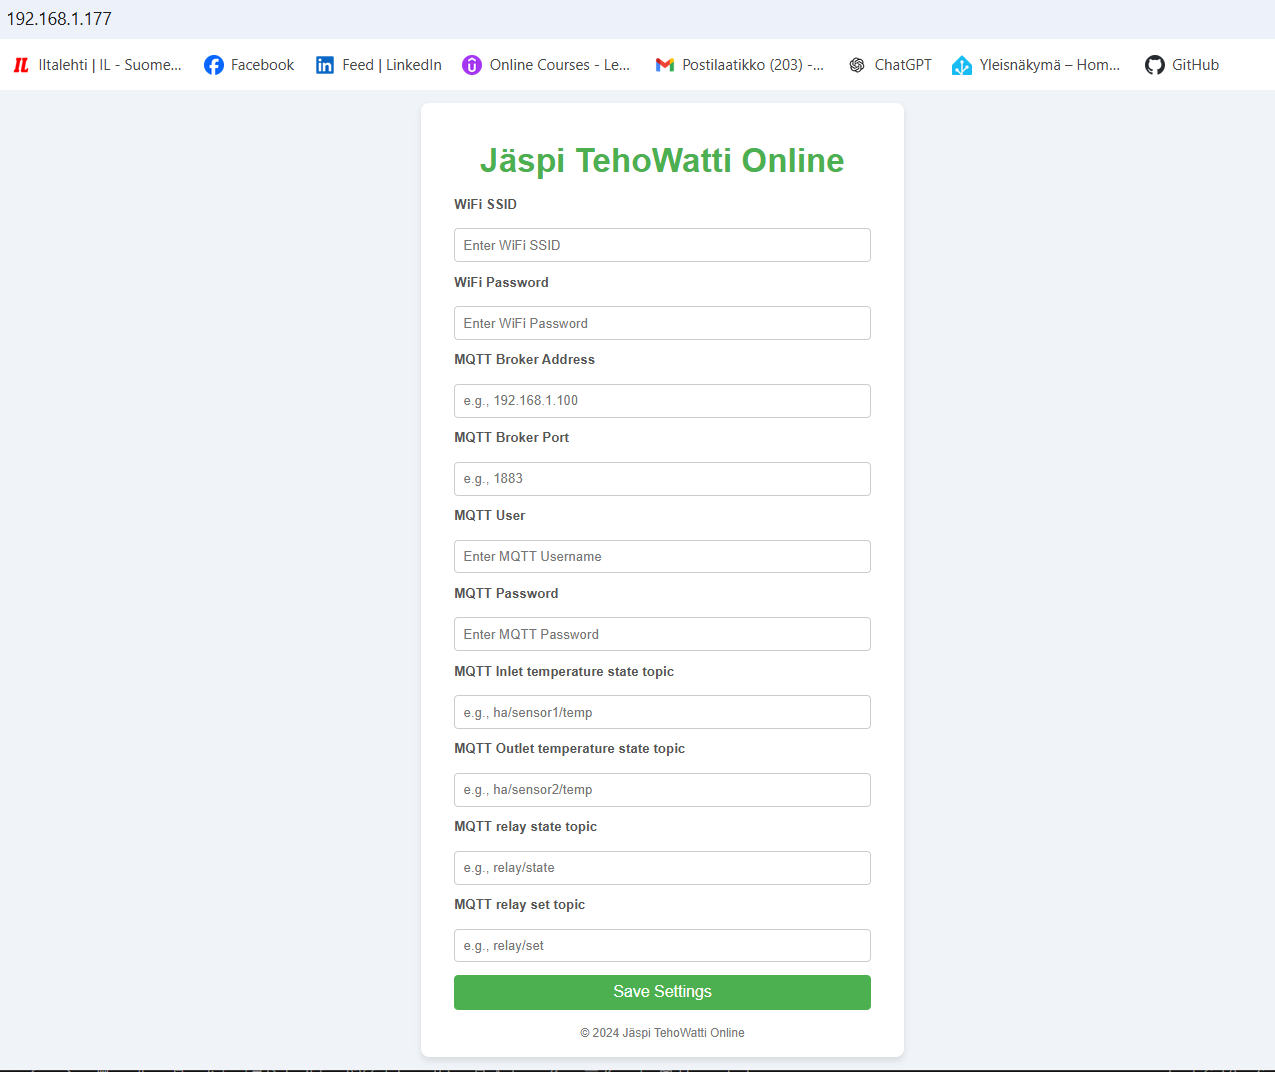 192.168.1.177
IL Iltalehti | IL - Suome... Facebook in Feed | LinkedIn Online Courses - Le... Postilaatikko (203) -... ChatGPT Yleisnäkymä – Hom... GitHub
Jäspi TehoWatti Online
WiFi SSID
Enter WiFi SSID
WiFi Password
Enter WiFi Password
MQTT Broker Address
e.g., 192.168.1.100
MQTT Broker Port
e.g., 1883
MQTT User
Enter MQTT Username
MQTT Password
Enter MQTT Password
MQTT Inlet temperature state topic
e.g., ha/sensor1/temp
MQTT Outlet temperature state topic
e.g., ha/sensor2/temp
MQTT relay state topic
e.g., relay/state
MQTT relay set topic
e.g., relay/set
Save Settings
© 2024 Jäspi TehoWatti Online